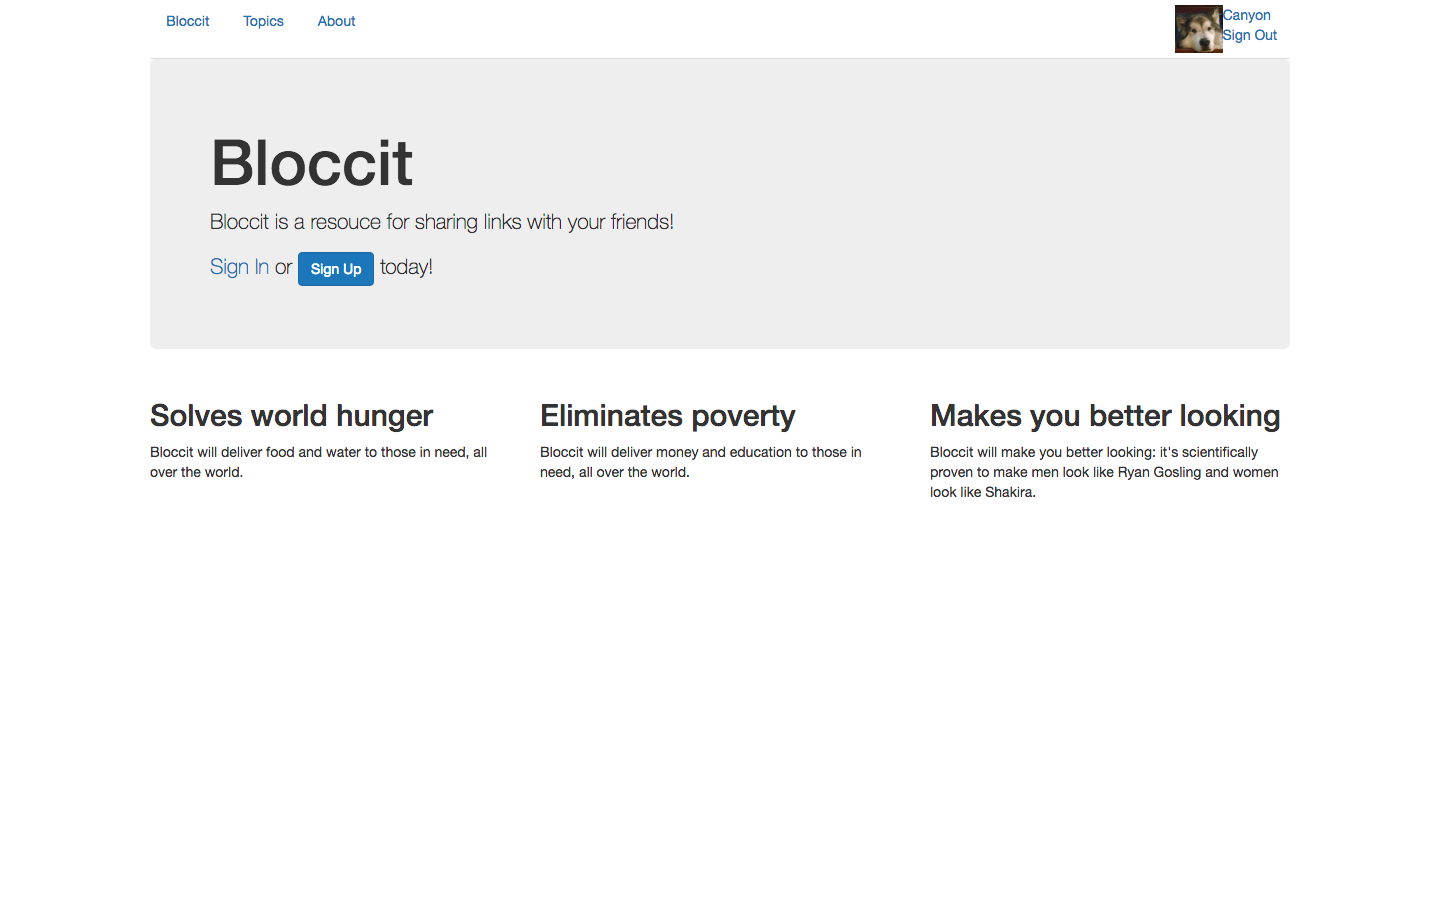 Bloccit Topics About
Canyon
Sign Out
Bloccit
Bloccit is a resouce for sharing links with your friends!
Sign In or Sign Up today!
Solves world hunger
Bloccit will deliver food and water to those in need, all
over the world.
Eliminates poverty
Bloccit will deliver money and education to those in
need, all over the world.
Makes you better looking
Bloccit will make you better looking: it's scientifically
proven to make men look like Ryan Gosling and women
look like Shakira.